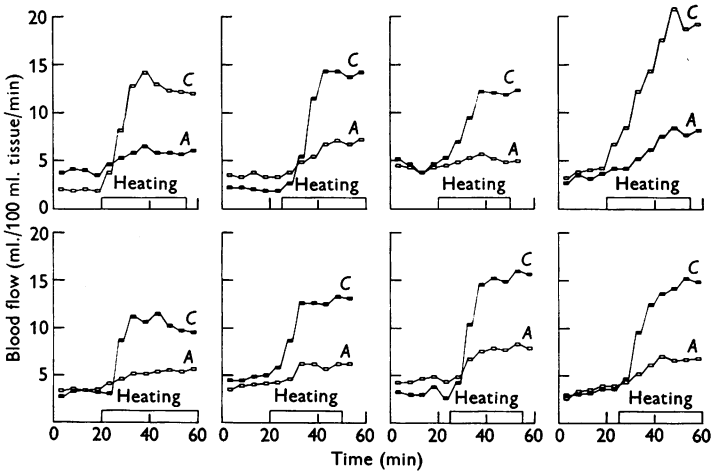 Blood flow (ml./100 ml. tissue/min)
20
15
10
5
0
C
A
Heating
C
A
Heating
C
A
Heating
C
A
Heating
20
15
10
5
C
A
Heating
C
A
Heating
C
A
Heating
C
A
Heating
0 20 40 60 0 20 40 60 0 20 40 60 0 20 40 60
Time (min)